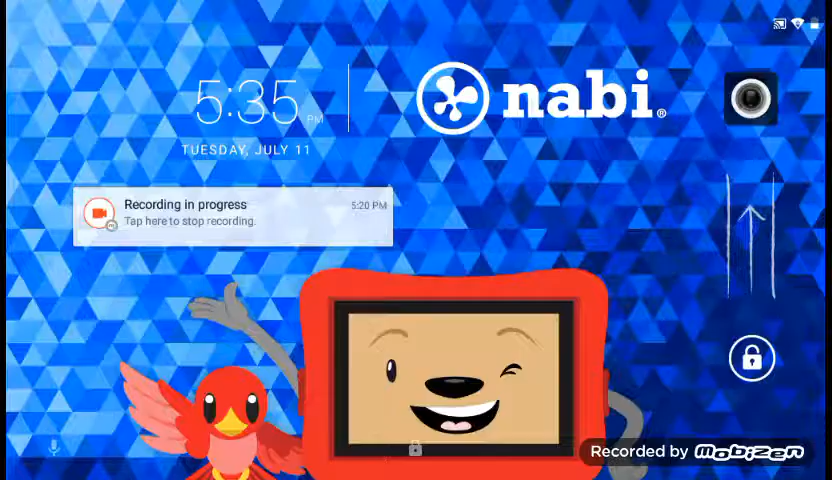 5:35 PM
TUESDAY, JULY 11
nabi®
Recording in progress
5:20 PM
Tap here to stop recording.
Recorded by Mobizen